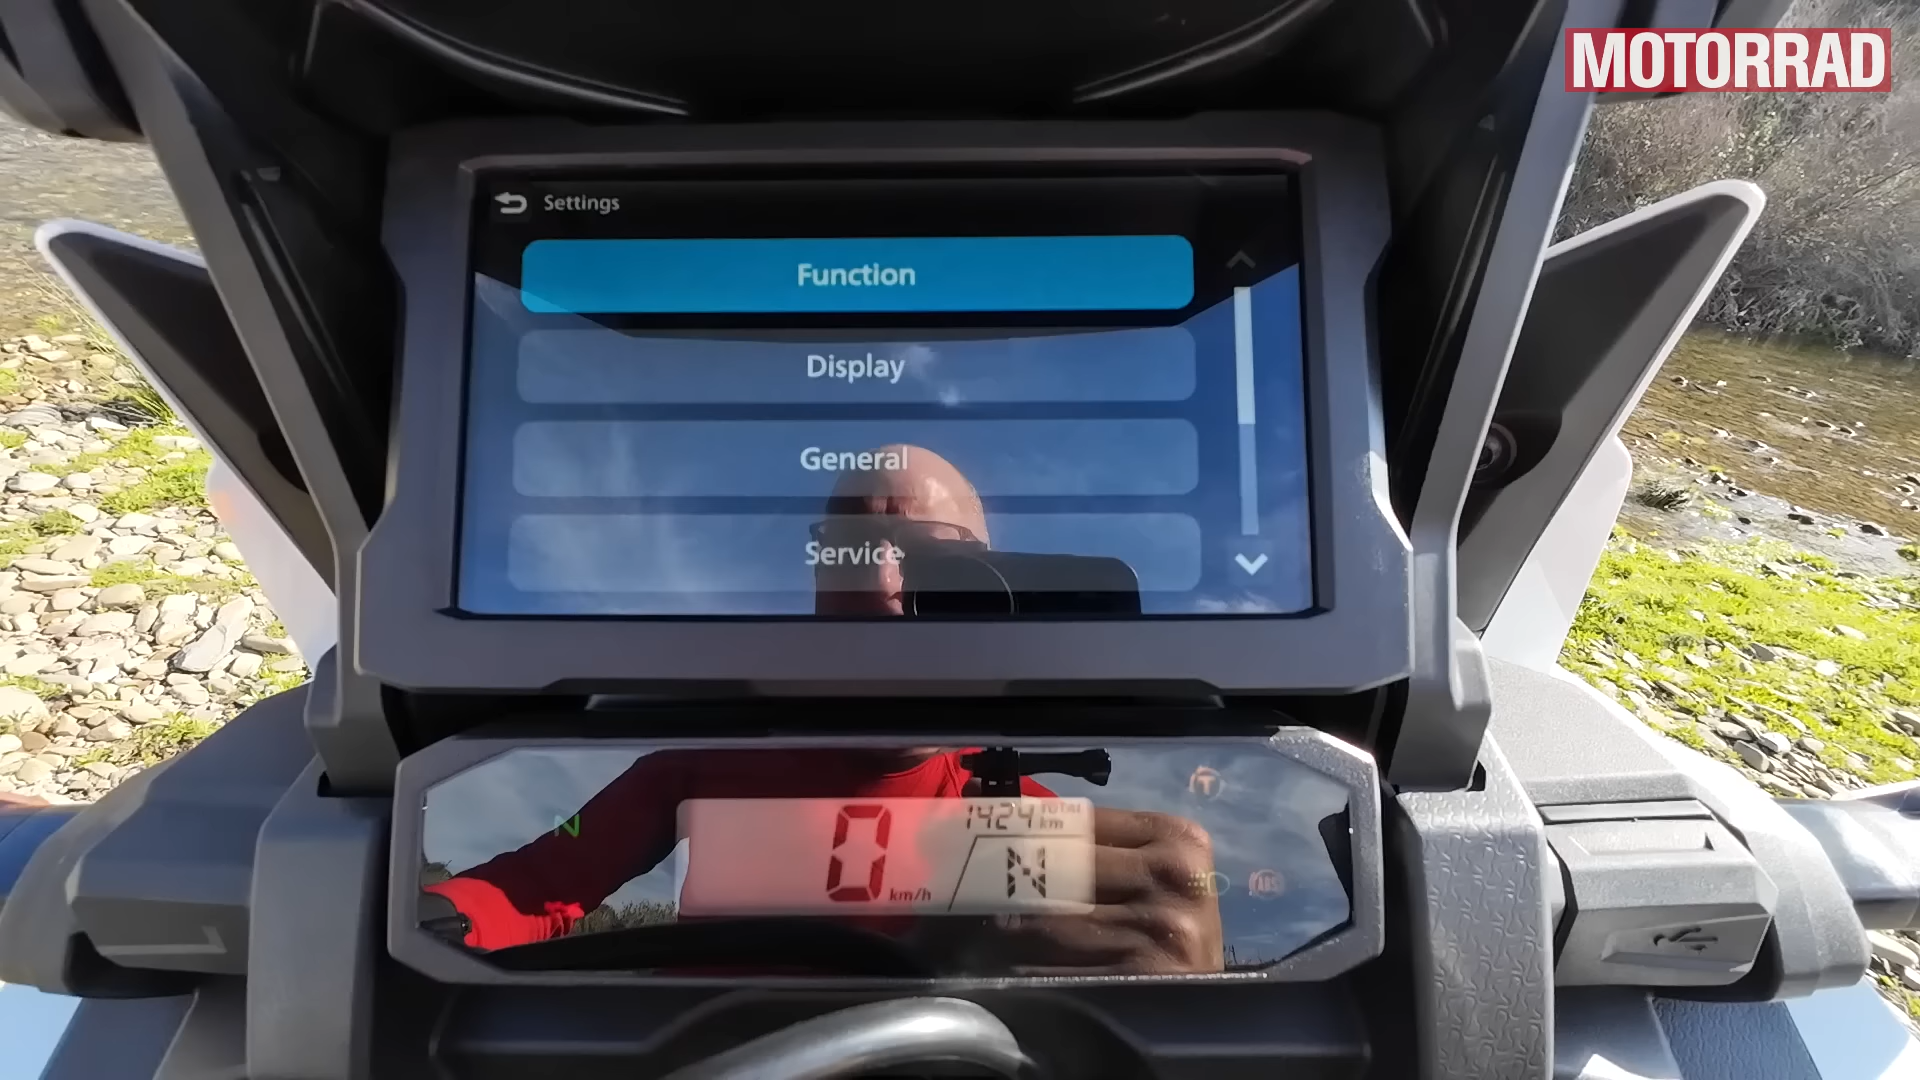 MOTORRAD
Settings
Function
Display
General
Service
N
0 km/h
1424 TOTAL km
N
T
ABS